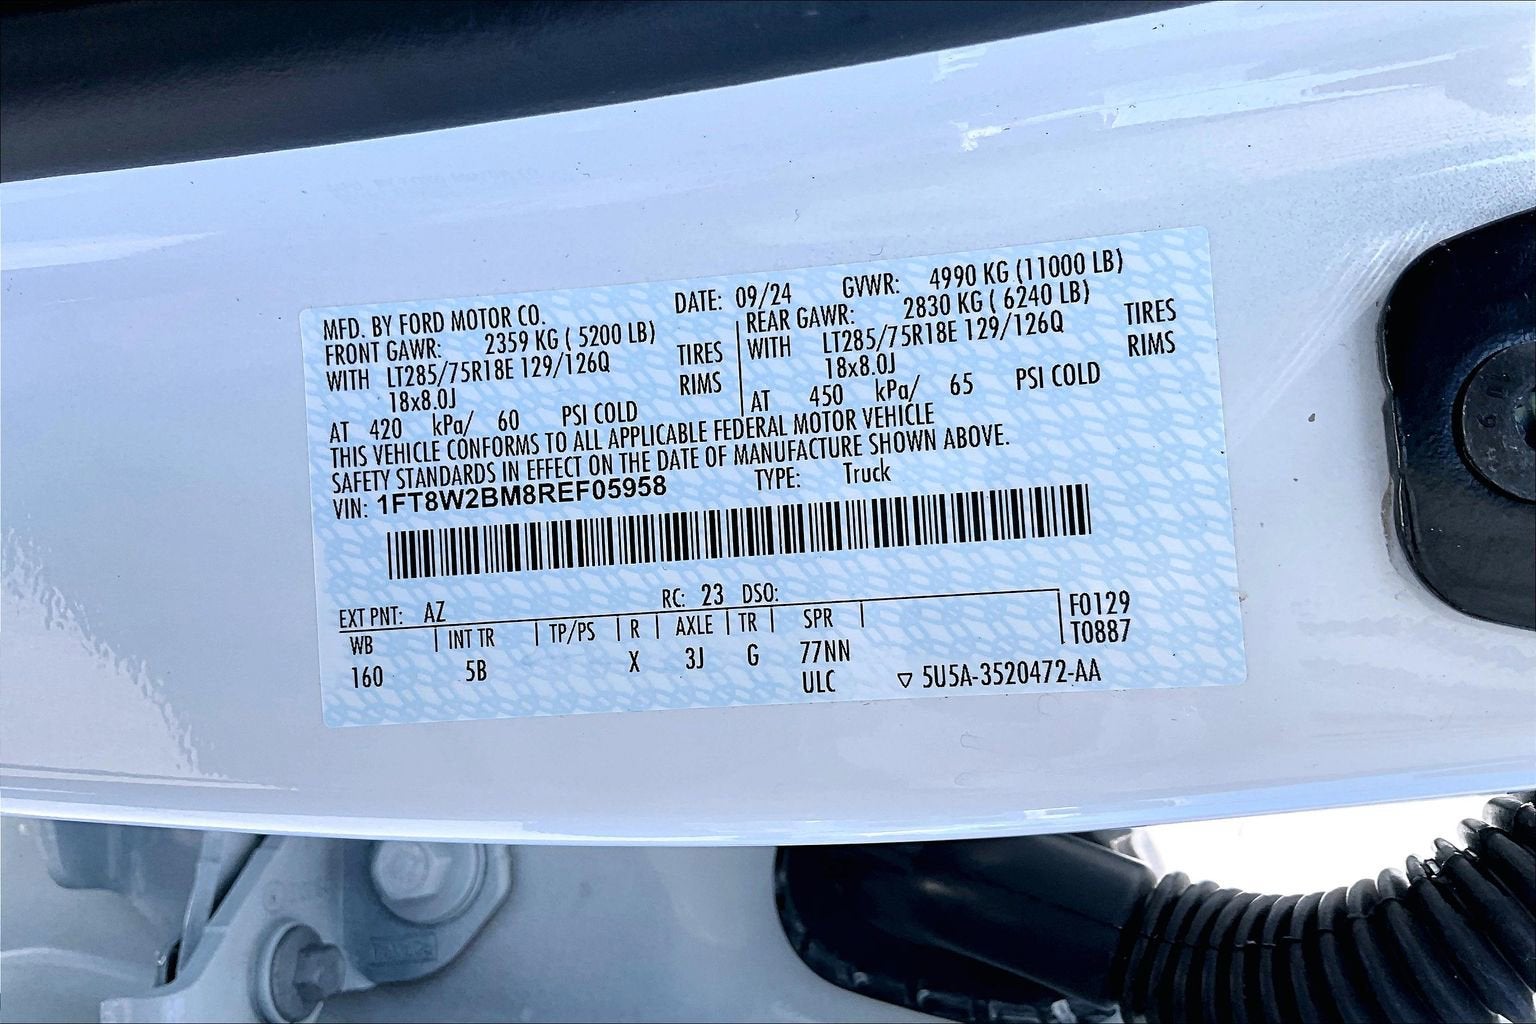 MFD. BY FORD MOTOR CO. DATE: 09/24 GVWR: 4990 KG (11000 LB)
FRONT GAWR: 2359 KG ( 5200 LB) REAR GAWR: 2830 KG ( 6240 LB)
WITH LT285/75R18E 129/126Q TIRES WITH LT285/75R18E 129/126Q TIRES
18x8.0J RIMS 18x8.0J RIMS
AT 420 kPa/ 60 PSI COLD AT 450 kPa/ 65 PSI COLD
THIS VEHICLE CONFORMS TO ALL APPLICABLE FEDERAL MOTOR VEHICLE
SAFETY STANDARDS IN EFFECT ON THE DATE OF MANUFACTURE SHOWN ABOVE.
VIN: 1FT8W2BM8REF05958 TYPE: Truck
EXT PNT: AZ RC: 23 DSO:
WB INT TR TP/PS R AXLE TR SPR F0129
160 5B X 3J G 77NN T0887
ULC ▽ 5U5A-3520472-AA